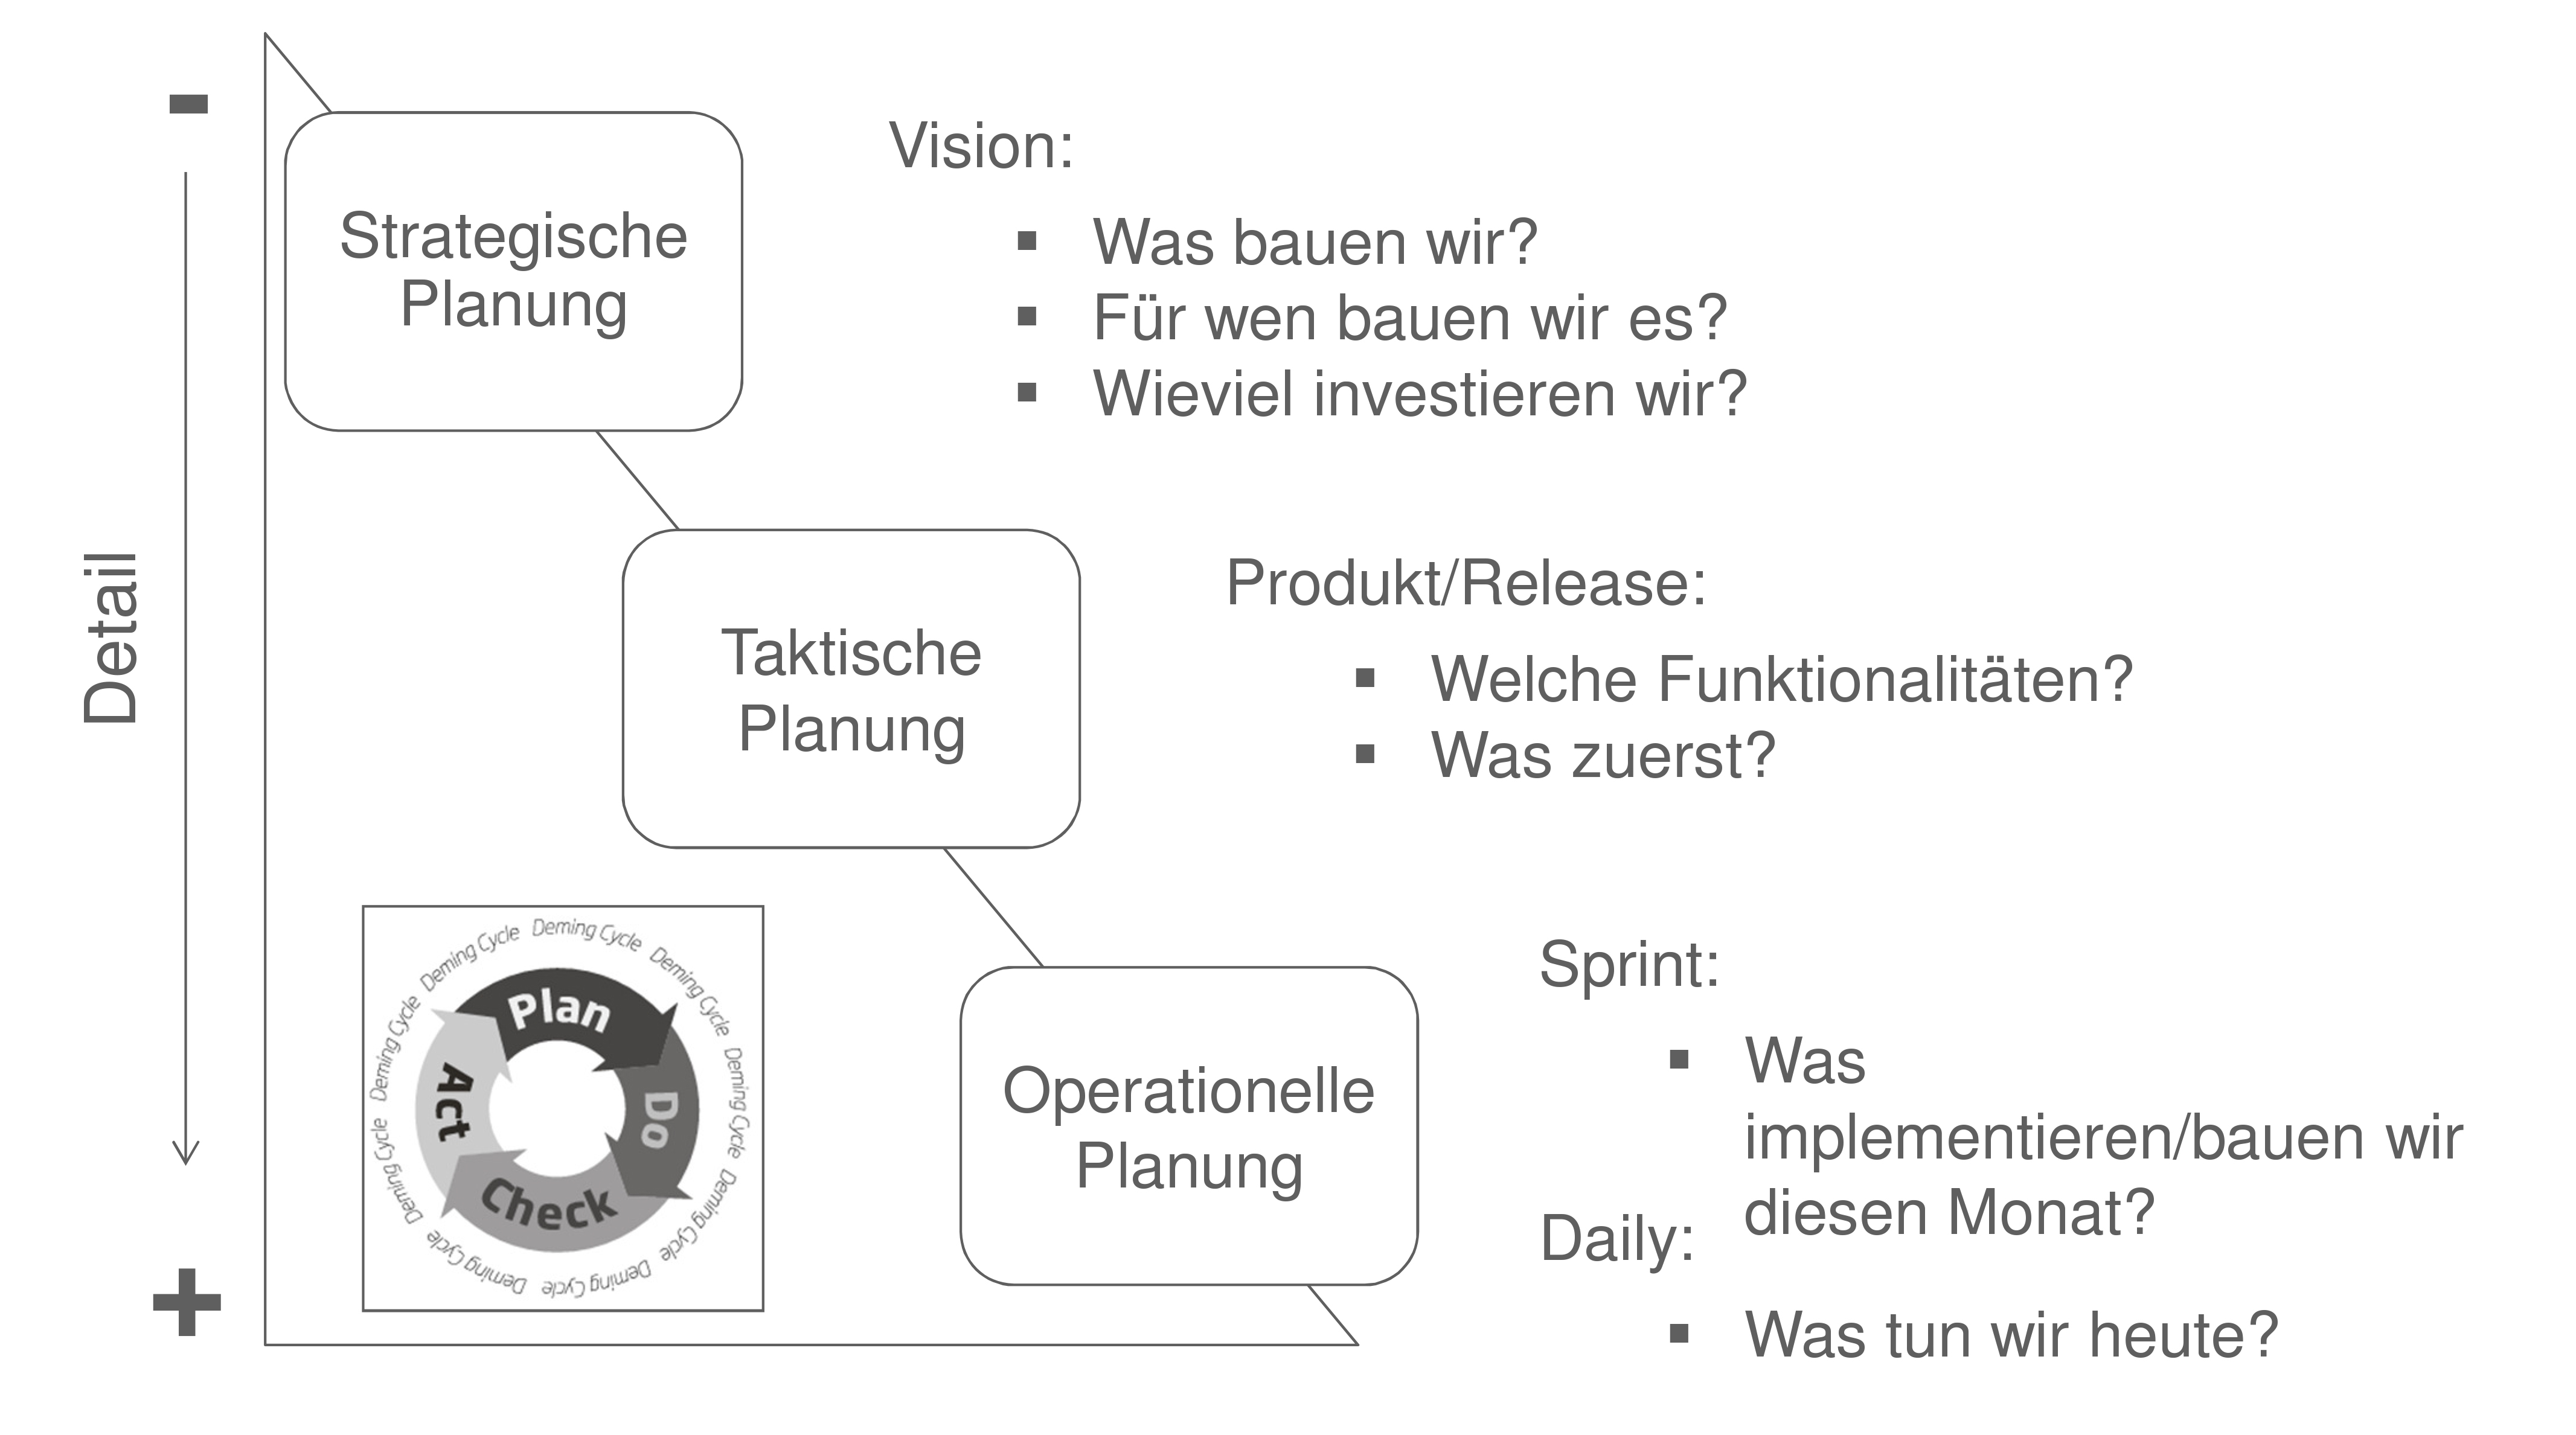 -
Detail
+
Strategische
Planung
Vision:
▪ Was bauen wir?
▪ Für wen bauen wir es?
▪ Wieviel investieren wir?
Taktische
Planung
Produkt/Release:
▪ Welche Funktionalitäten?
▪ Was zuerst?
Deming Cycle Deming Cycle Deming Cycle Deming Cycle Deming Cycle Deming Cycle Deming Cycle Deming Cycle Deming Cycle Deming Cycle
Plan
Do
Check
Act
Operationelle
Planung
Sprint:
▪ Was
implementieren/bauen wir
diesen Monat?
Daily:
▪ Was tun wir heute?